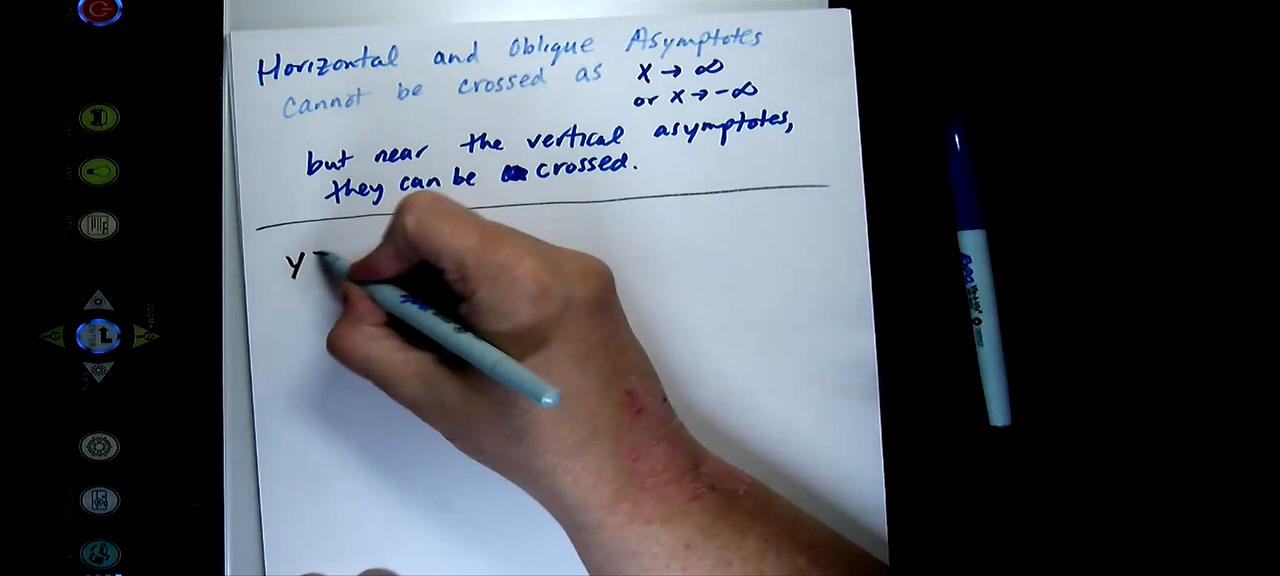 Horizontal and Oblique Asymptotes
cannot be crossed as x → ∞
or x → -∞
but near the vertical asymptotes,
they can be crossed.
y